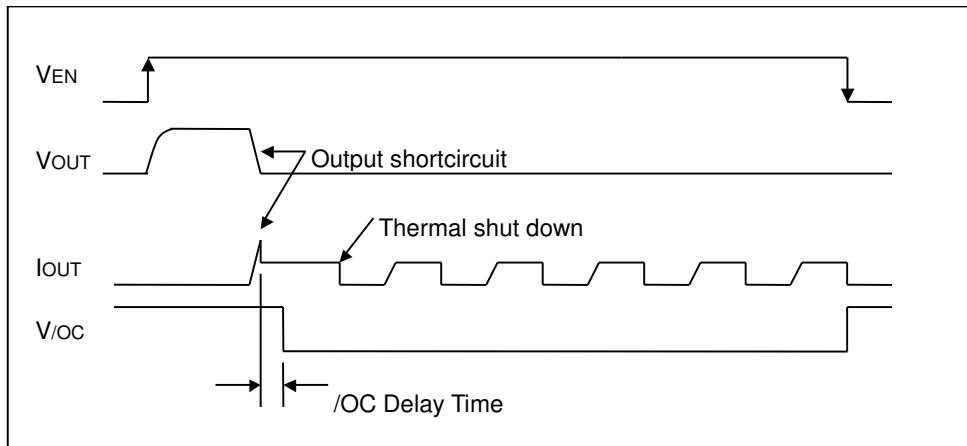 VEN
VOUT
Output shortcircuit
Thermal shut down
IOUT
V/OC
/OC Delay Time